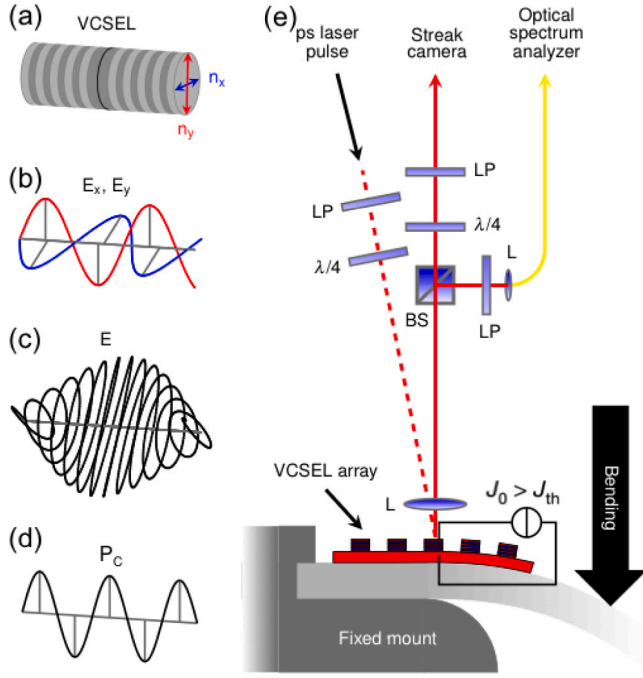 (a)
VCSEL
n_x
n_y
(b)
E_x, E_y
(c)
E
(d)
P_C
(e)
ps laser
pulse
Streak
camera
Optical
spectrum
analyzer
LP
LP
λ/4
λ/4
L
BS
LP
VCSEL array
L
J_0 > J_th
Bending
Fixed mount